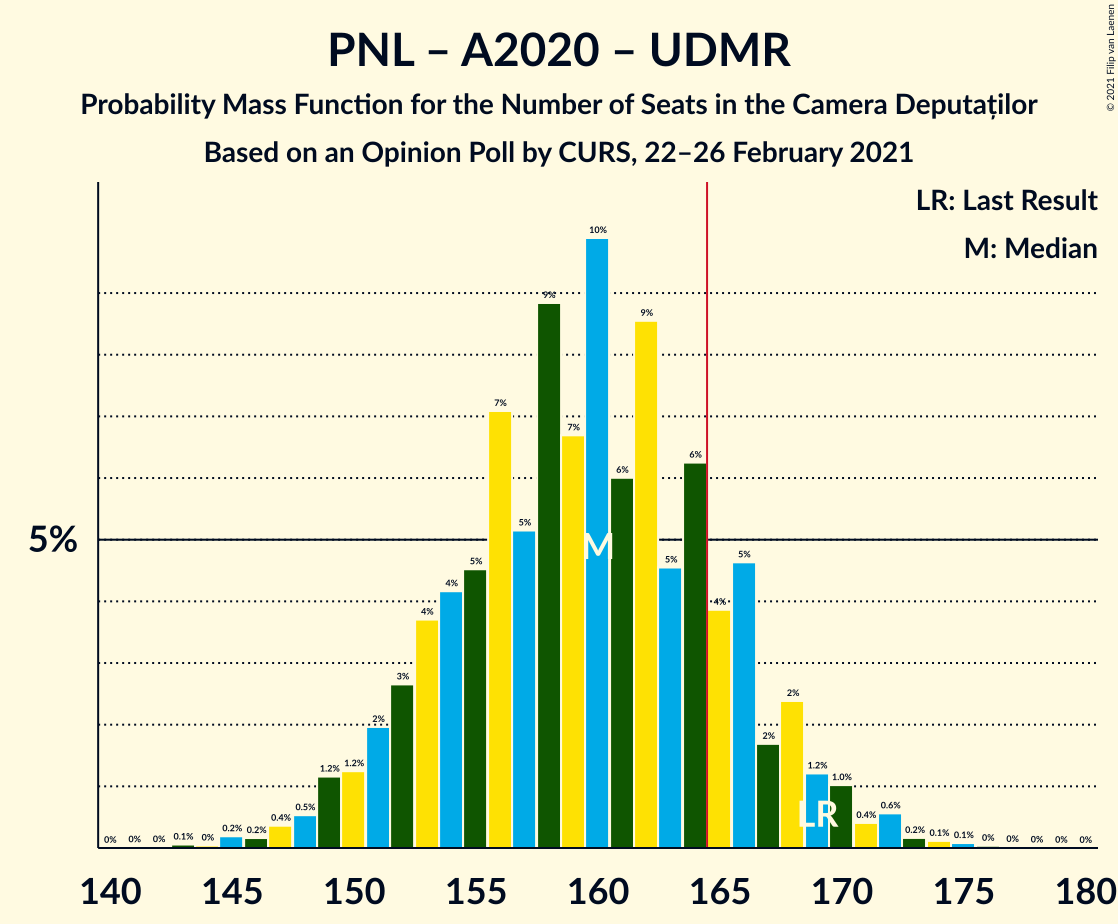 PNL – A2020 – UDMR
Probability Mass Function for the Number of Seats in the Camera Deputaților
Based on an Opinion Poll by CURS, 22–26 February 2021
© 2021 Filip van Laenen
LR: Last Result
M: Median
5%
0% 0% 0% 0.1% 0% 0.2% 0.2% 0.4% 0.5% 1.2% 1.2% 2% 3% 4% 4% 5% 7% 5% 9% 7% 10% 6% 9% 5% 6% 4% 5% 2% 2% 1.2% 1.0% 0.4% 0.6% 0.2% 0.1% 0.1% 0% 0% 0% 0% 0%
M
LR
140 145 150 155 160 165 170 175 180